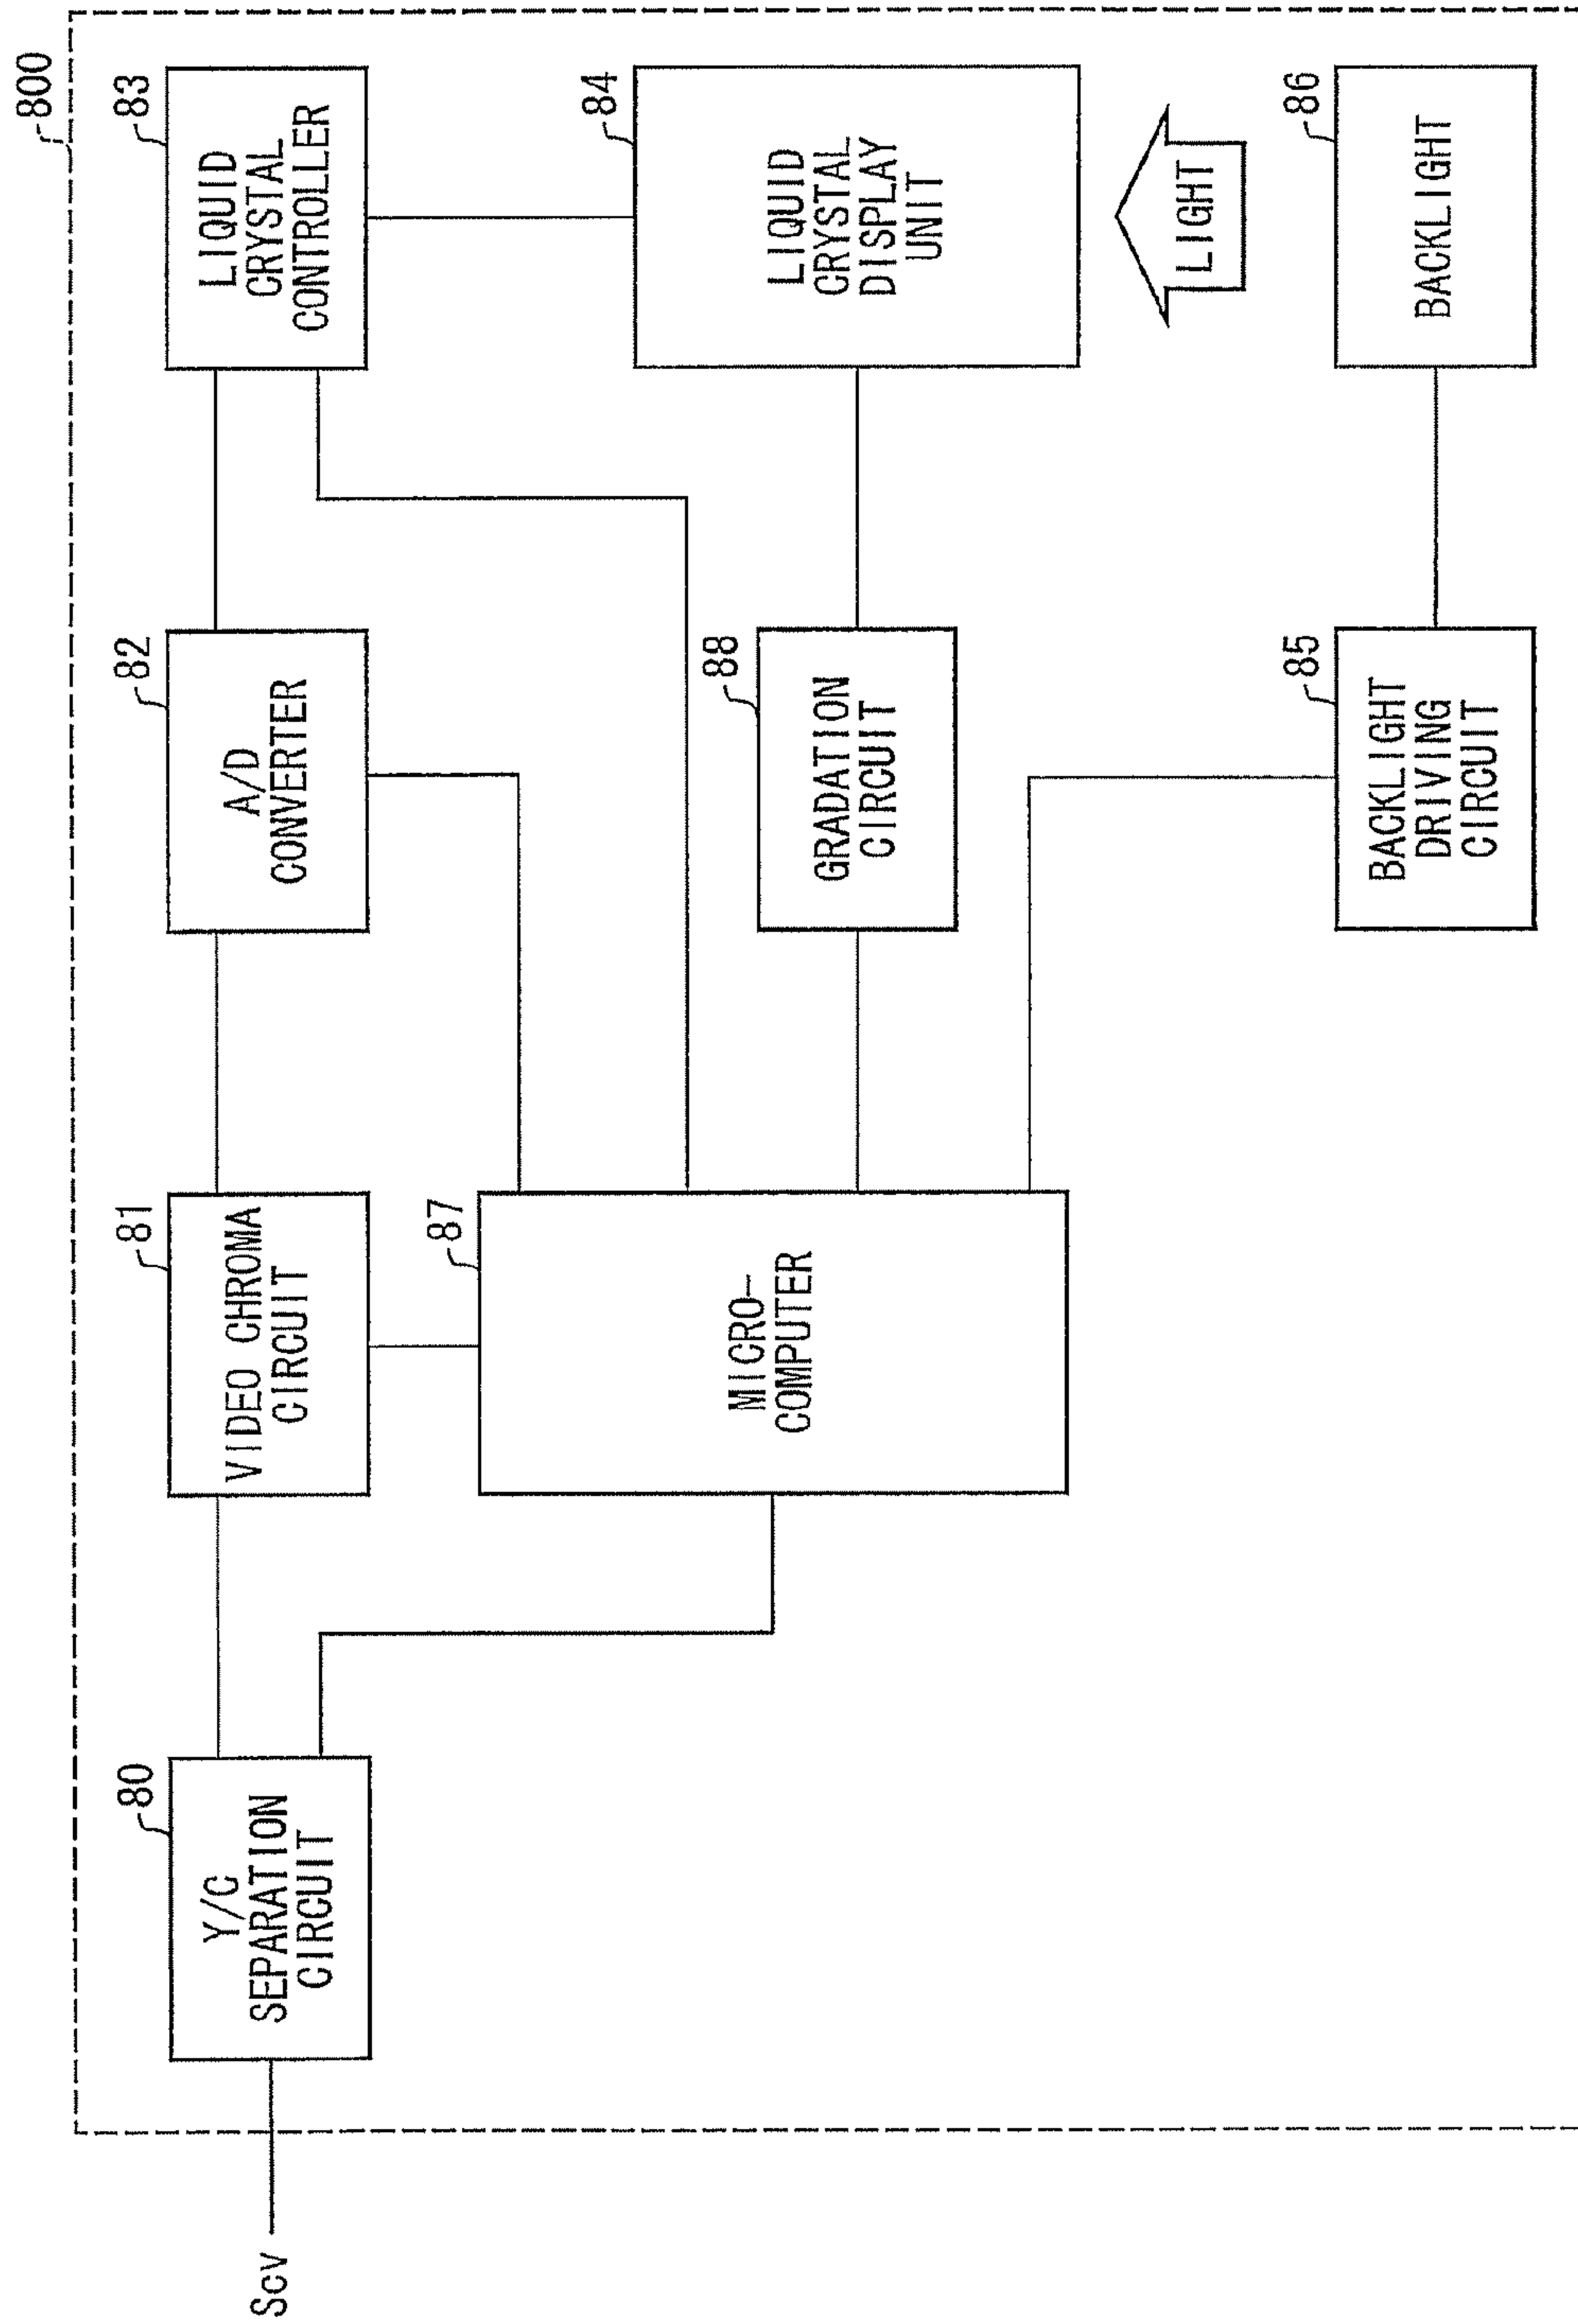 800
80
Y/C
SEPARATION
CIRCUIT
Scv
81
VIDEO CHROMA
CIRCUIT
82
A/D
CONVERTER
83
LIQUID
CRYSTAL
CONTROLLER
87
MICRO-
COMPUTER
88
GRADATION
CIRCUIT
84
LIQUID
CRYSTAL
DISPLAY
UNIT
LIGHT
85
BACKLIGHT
DRIVING
CIRCUIT
86
BACKLIGHT